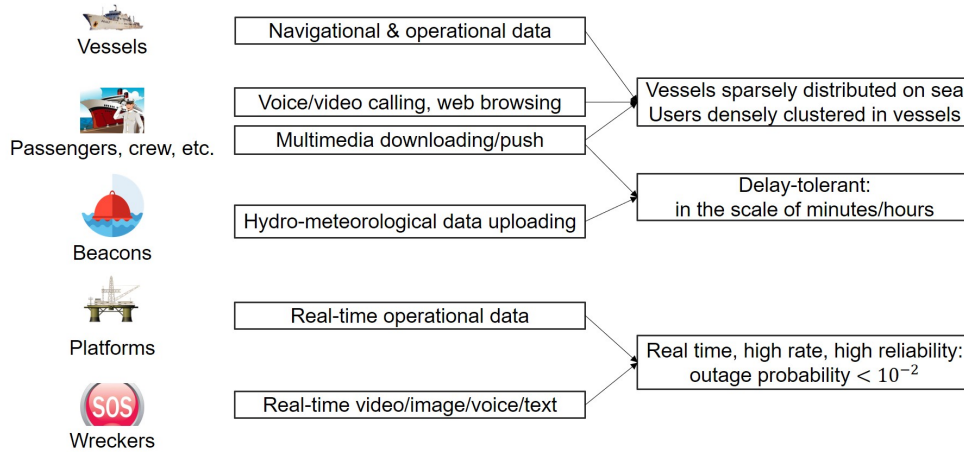 Vessels
Navigational & operational data
Passengers, crew, etc.
Voice/video calling, web browsing
Multimedia downloading/push
Vessels sparsely distributed on sea
Users densely clustered in vessels
Beacons
Hydro-meteorological data uploading
Delay-tolerant:
in the scale of minutes/hours
Platforms
Real-time operational data
SOS
Wreckers
Real-time video/image/voice/text
Real time, high rate, high reliability:
outage probability < 10⁻²